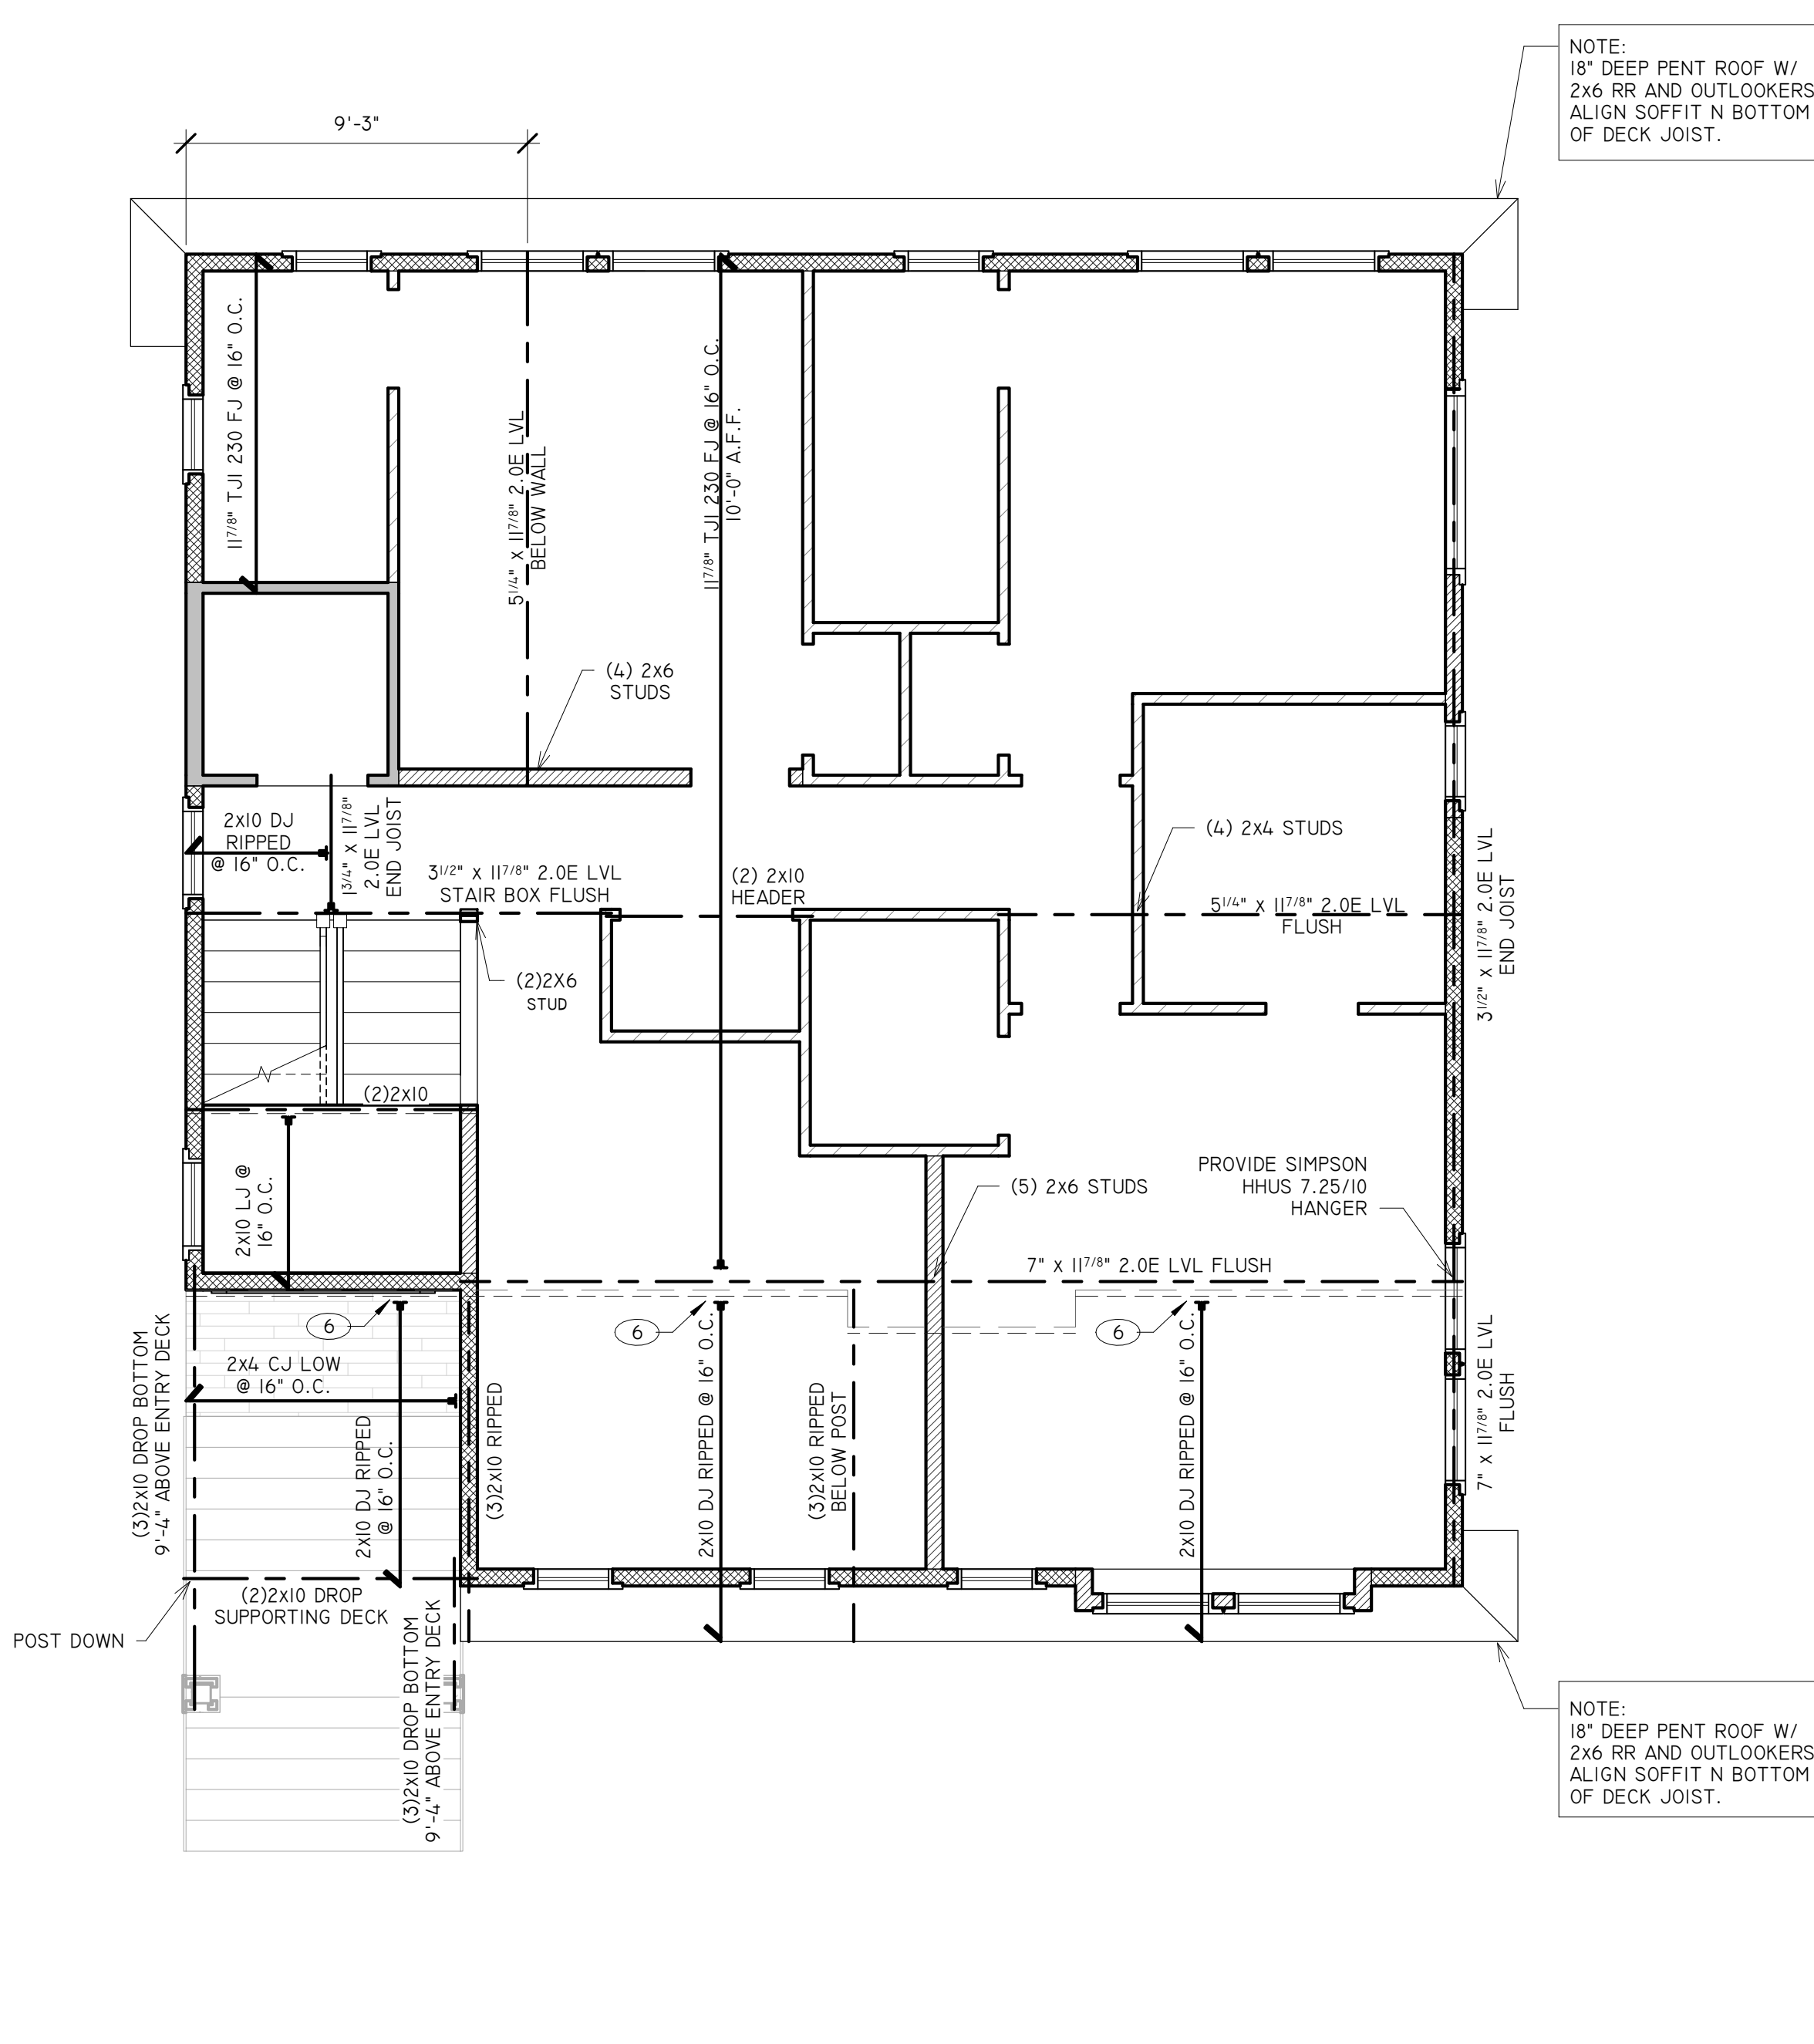 NOTE:
18" DEEP PENT ROOF W/
2x6 RR AND OUTLOOKERS
ALIGN SOFFIT N BOTTOM
OF DECK JOIST.
9'-3"
11 7/8" TJI 230 FJ @ 16" O.C.
5 1/4" x 11 7/8" 2.0E LVL
BELOW WALL
11 7/8" TJI 230 FJ @ 16" O.C.
10'-0" A.F.F.
(4) 2x6
STUDS
2x10 DJ
RIPPED
@ 16" O.C.
1 3/4" x 11 7/8"
2.0E LVL
END JOIST
3 1/2" x 11 7/8" 2.0E LVL
STAIR BOX FLUSH
(2) 2x10
HEADER
(4) 2x4 STUDS
5 1/4" x 11 7/8" 2.0E LVL
FLUSH
3 1/2" x 11 7/8" 2.0E LVL
END JOIST
(2)2X6
STUD
(2)2x10
2x10 LJ @
16" O.C.
(5) 2x6 STUDS
PROVIDE SIMPSON
HHUS 7.25/10
HANGER
7" x 11 7/8" 2.0E LVL FLUSH
6
6
6
(3)2x10 DROP BOTTOM
9'-4" ABOVE ENTRY DECK
2x4 CJ LOW
@ 16" O.C.
2x10 DJ RIPPED
@ 16" O.C.
(3)2x10 RIPPED
2x10 DJ RIPPED @ 16" O.C.
(3)2x10 RIPPED
BELOW POST
2x10 DJ RIPPED @ 16" O.C.
7" x 11 7/8" 2.0E LVL
FLUSH
(2)2x10 DROP
SUPPORTING DECK
POST DOWN
(3)2x10 DROP BOTTOM
9'-4" ABOVE ENTRY DECK
NOTE:
18" DEEP PENT ROOF W/
2x6 RR AND OUTLOOKERS
ALIGN SOFFIT N BOTTOM
OF DECK JOIST.